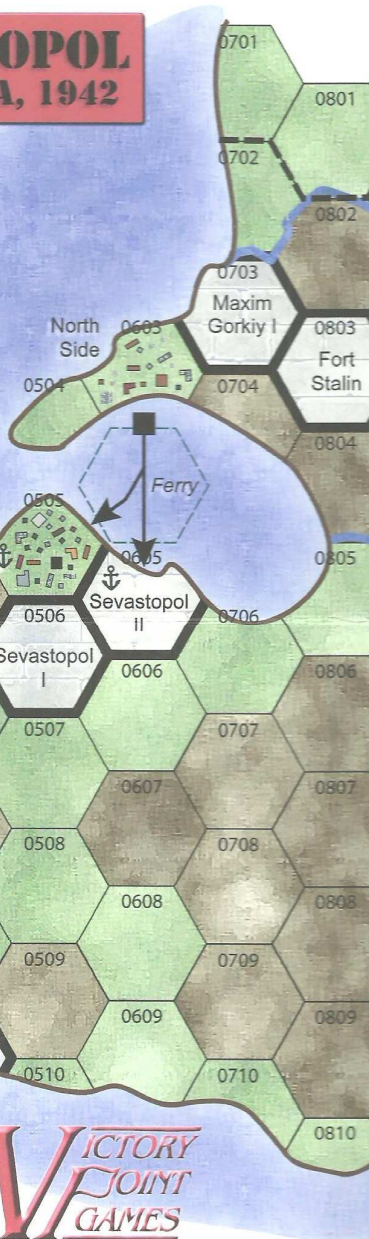 OPOL
A, 1942
0701
0801
0702
0802
0703
Maxim
Gorkiy I
North
Side
0603
0803
Fort
Stalin
0504
0704
0804
Ferry
0505
0605
0805
Sevastopol
II
0506
0706
Sevastopol
I
0606
0806
0507
0707
0607
0807
0508
0708
0608
0808
0509
0709
0609
0809
0510
0710
0810
VICTORY
POINT
GAMES